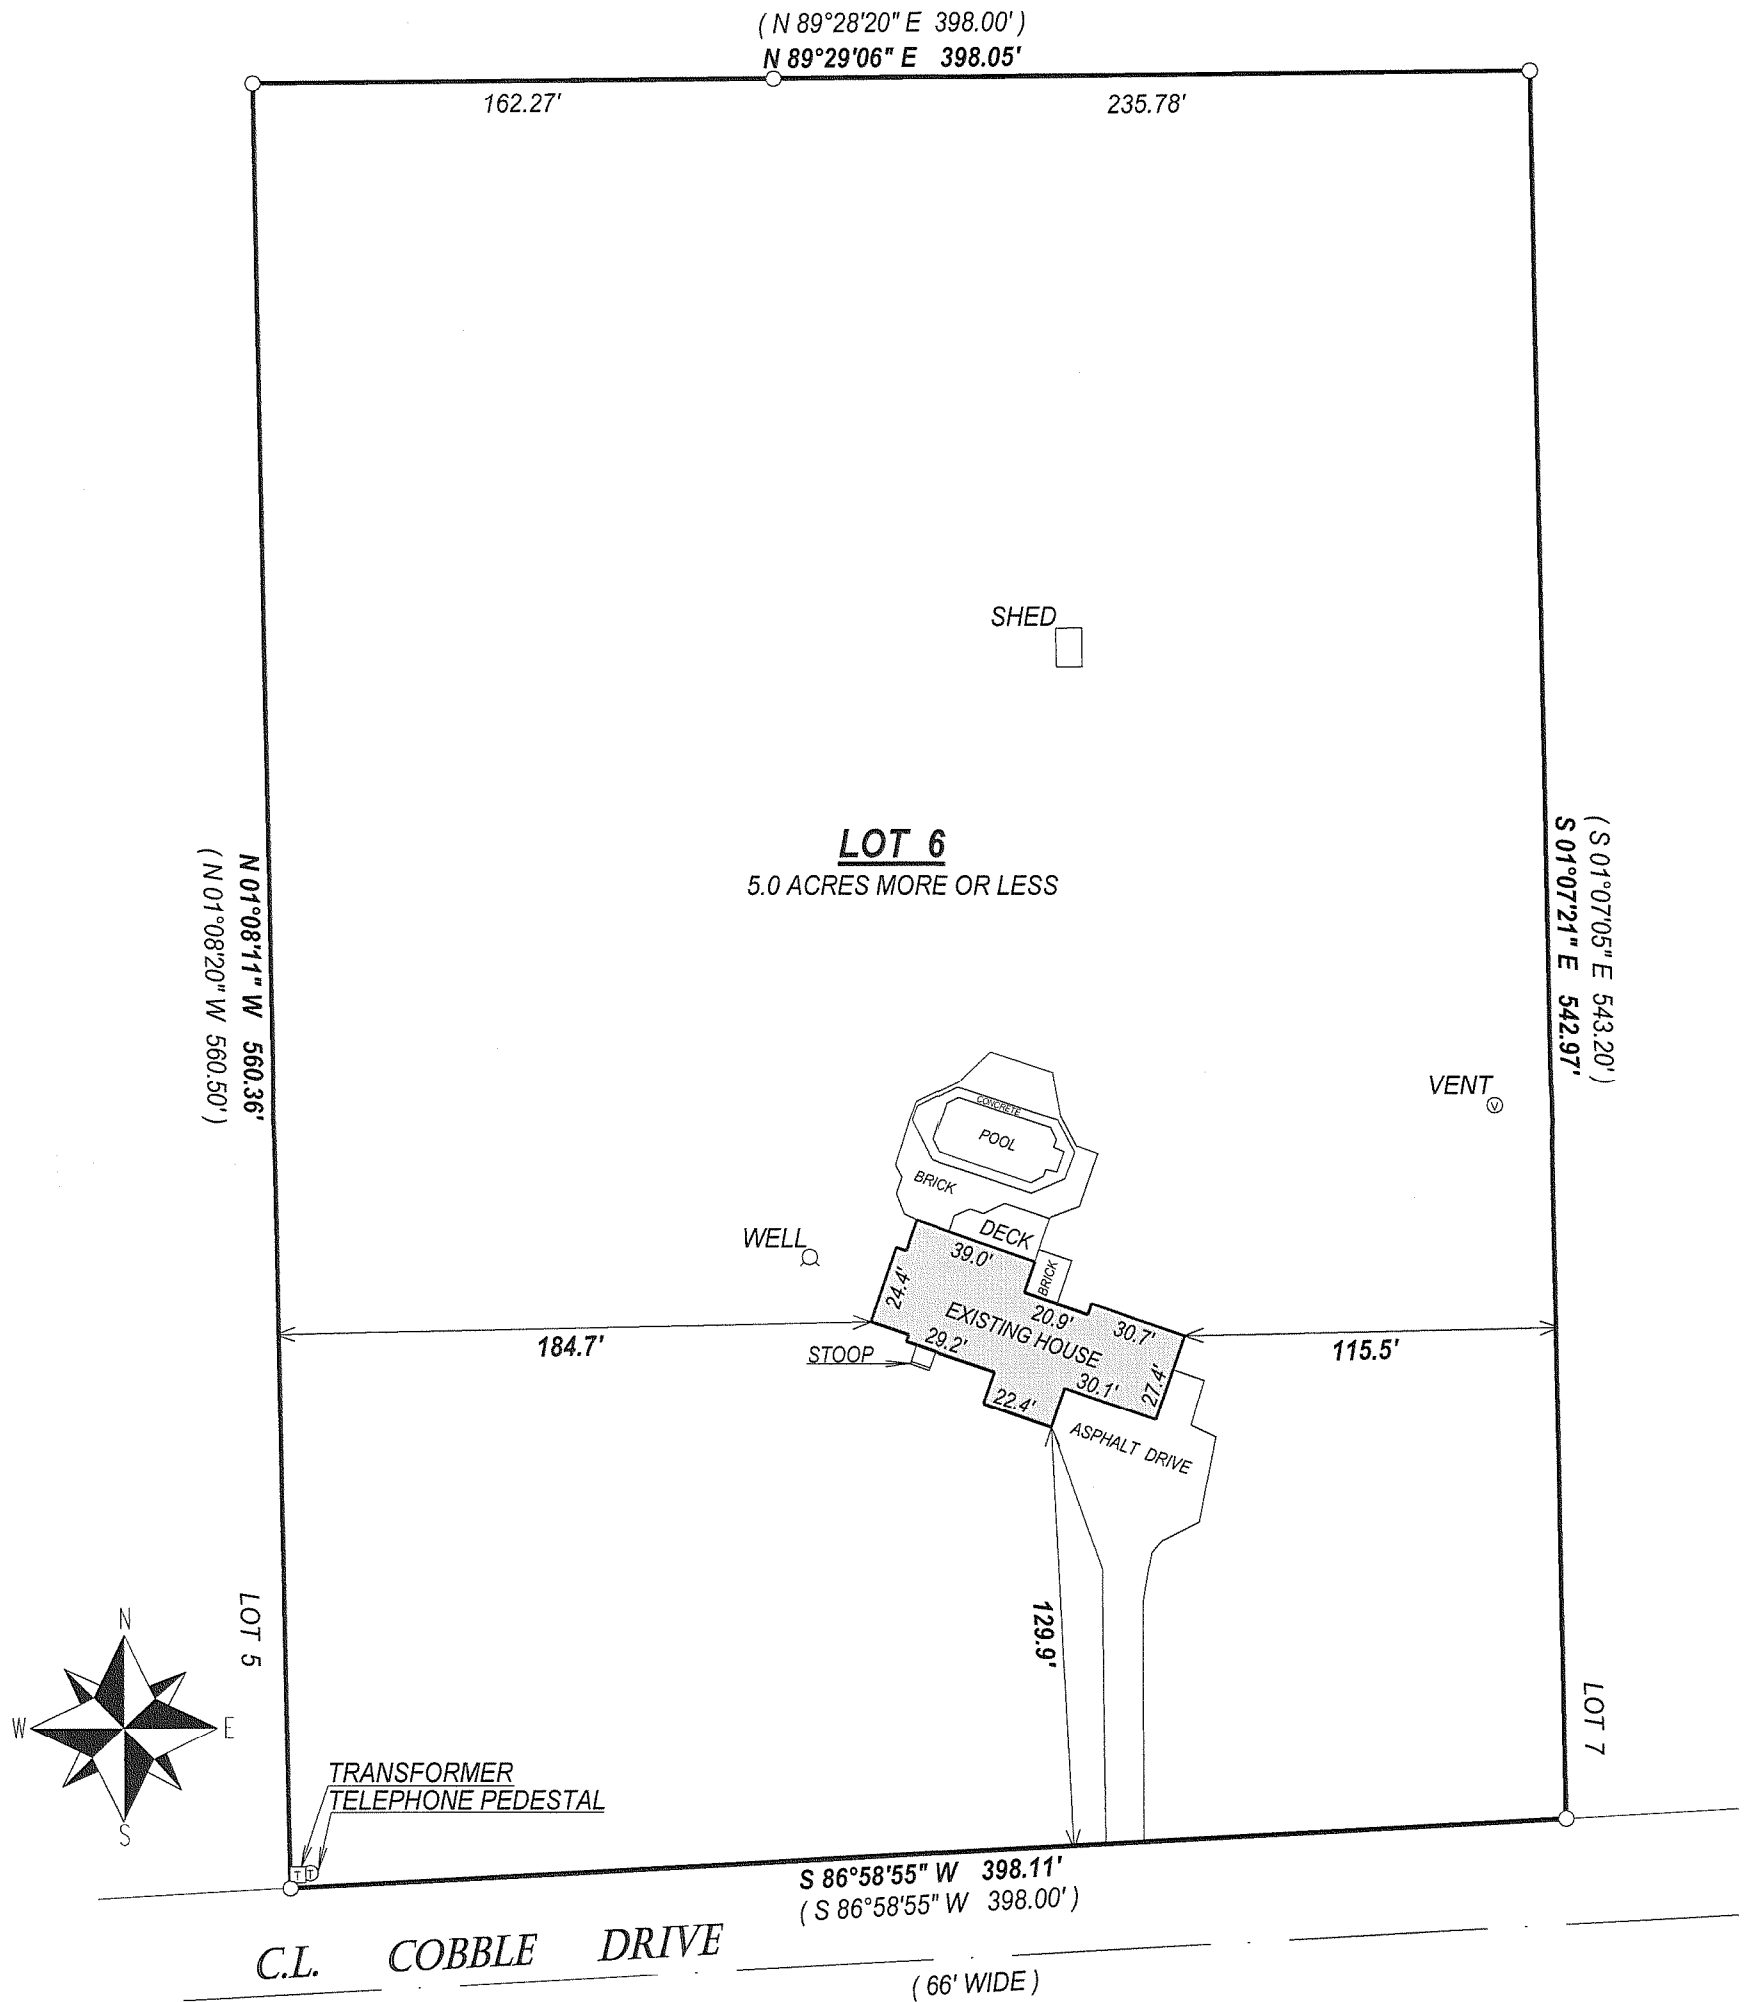 ( N 89°28'20" E 398.00' )
N 89°29'06" E 398.05'
162.27'
235.78'
SHED
LOT 6
5.0 ACRES MORE OR LESS
N 01°08'11" W 560.36'
( N 01°08'20" W 560.50' )
( S 01°07'05" E 543.20' )
S 01°07'21" E 542.97'
VENT
V
CONCRETE
POOL
BRICK
DECK
WELL
39.0'
BRICK
24.4'
EXISTING HOUSE
20.9'
30.7'
184.7'
29.2'
115.5'
STOOP
30.1'
27.4'
22.4'
ASPHALT DRIVE
129.9'
LOT 5
LOT 7
N
W
E
S
TRANSFORMER
TELEPHONE PEDESTAL
T T
S 86°58'55" W 398.11'
( S 86°58'55" W 398.00' )
C.L. COBBLE DRIVE
( 66' WIDE )